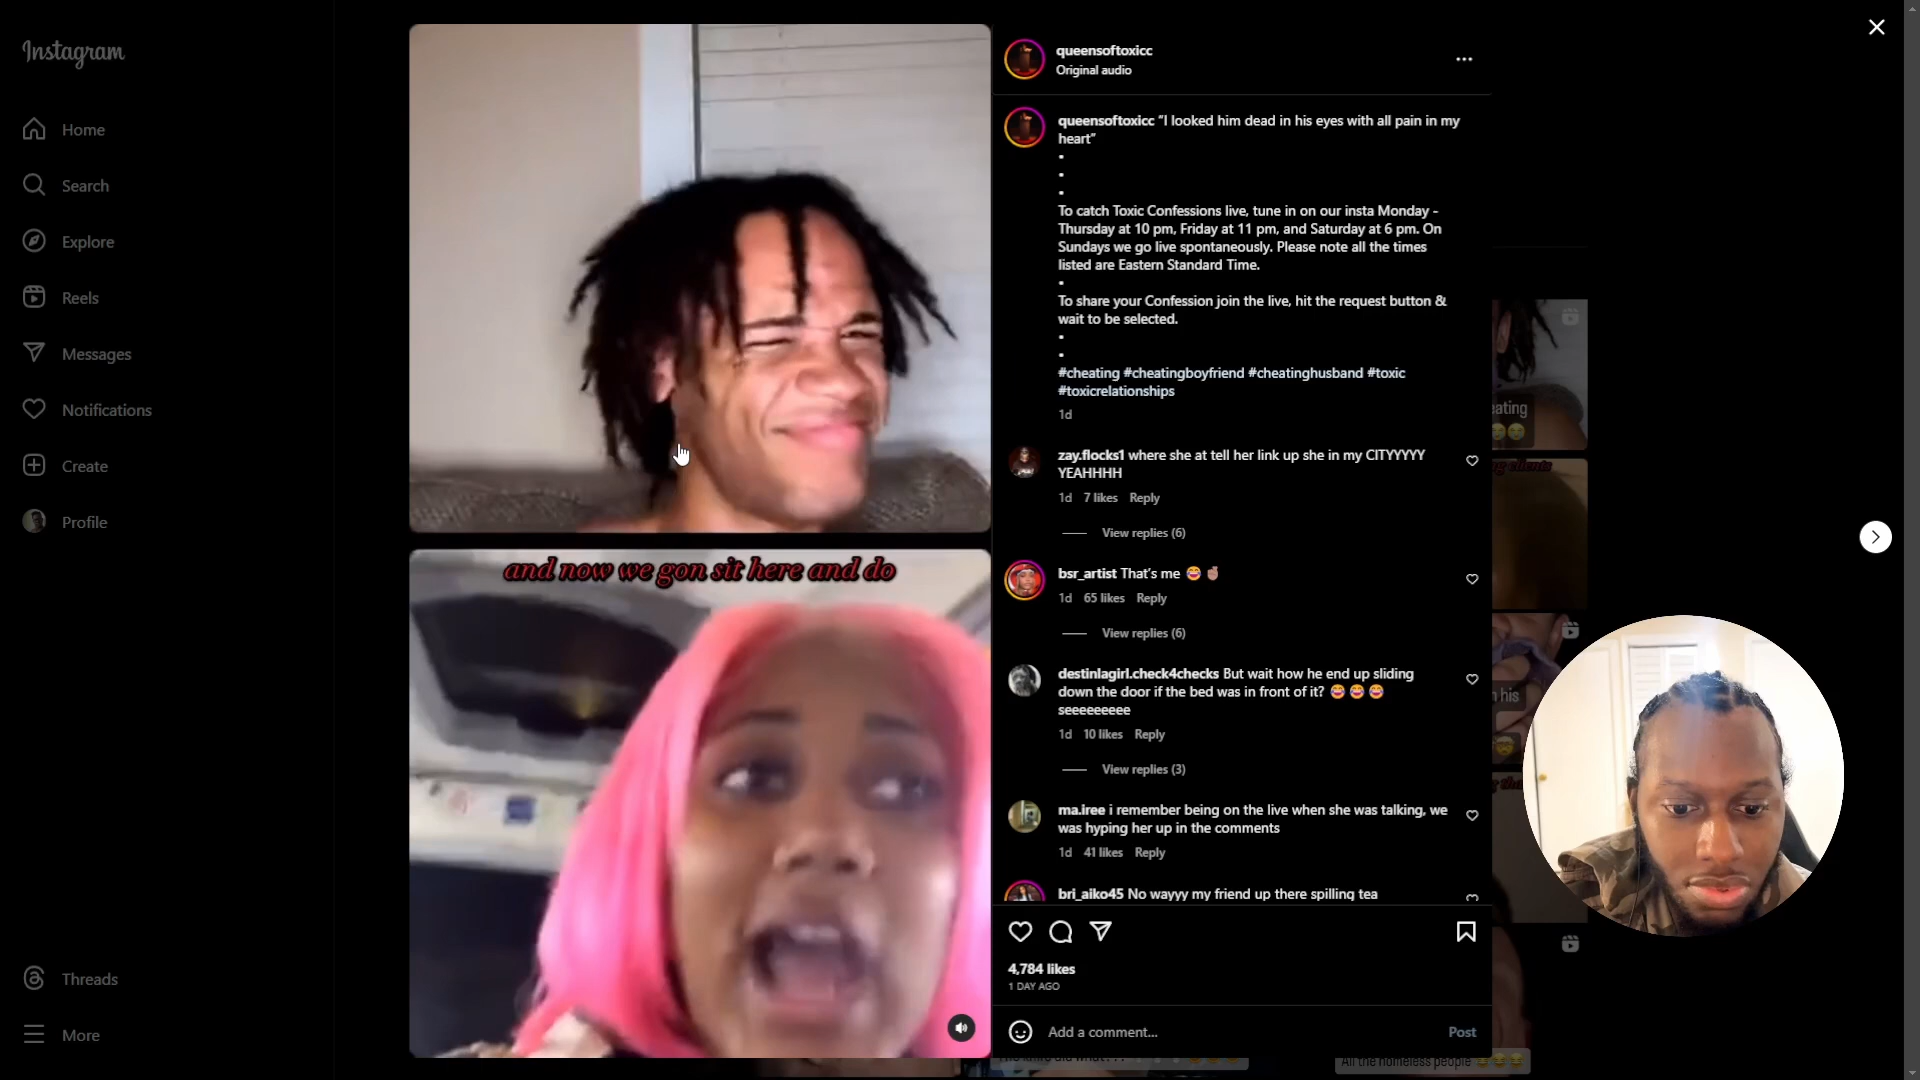 Instagram
Home
Search
Explore
Reels
Messages
Notifications
Create
Profile
Threads
More
and now we gon sit here and do
queensoftoxicc
Original audio
queensoftoxicc “I looked him dead in his eyes with all pain in my
heart”
To catch Toxic Confessions live, tune in on our insta Monday -
Thursday at 10 pm, Friday at 11 pm, and Saturday at 6 pm. On
Sundays we go live spontaneously. Please note all the times
listed are Eastern Standard Time.
To share your Confession join the live, hit the request button &
wait to be selected.
#cheating #cheatingboyfriend #cheatinghusband #toxic
#toxicrelationships
1d
zay.flocks1 where she at tell her link up she in my CITYYYYY
YEAHHHH
1d 7 likes Reply
View replies (6)
bsr_artist That’s me 😂✌🏽
1d 65 likes Reply
View replies (6)
destinlagirl.check4checks But wait how he end up sliding
down the door if the bed was in front of it? 😂 😂 😂
seeeeeeeee
1d 10 likes Reply
View replies (3)
ma.iree i remember being on the live when she was talking, we
was hyping her up in the comments
1d 41 likes Reply
bri_aiko45 No wayyy my friend up there spilling tea
4,784 likes
1 DAY AGO
Add a comment...
Post
his
All the homeless people